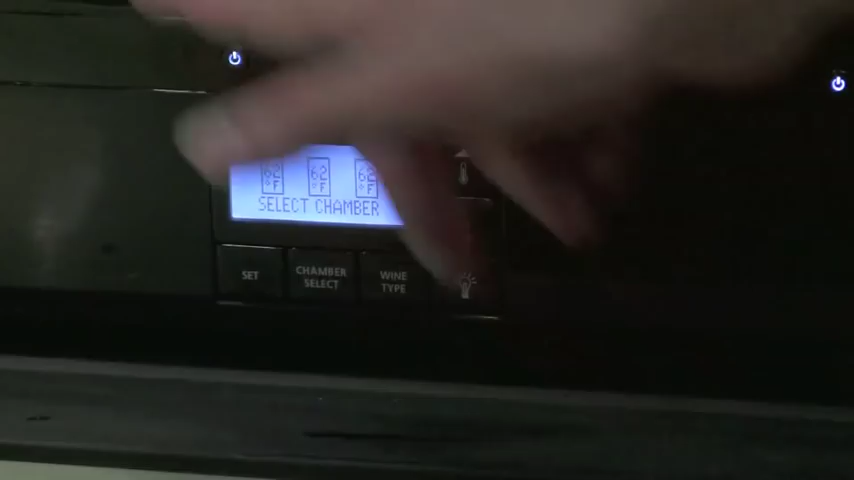 62 62 62
°F °F °F
SELECT CHAMBER
SET
CHAMBER
SELECT
WINE
TYPE